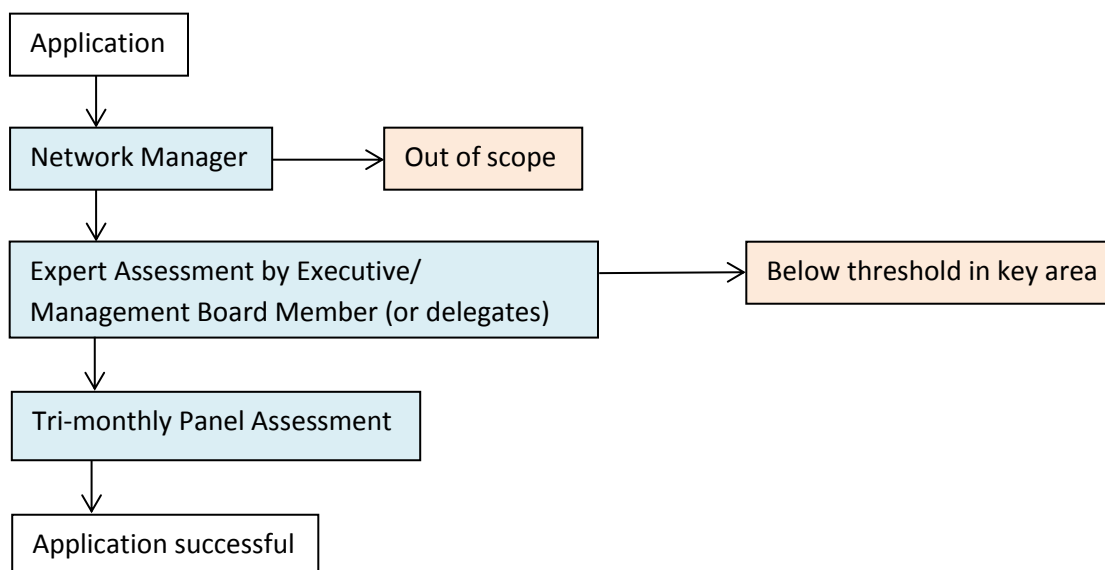 Application
Network Manager
Out of scope
Expert Assessment by Executive/
Management Board Member (or delegates)
Below threshold in key area
Tri-monthly Panel Assessment
Application successful